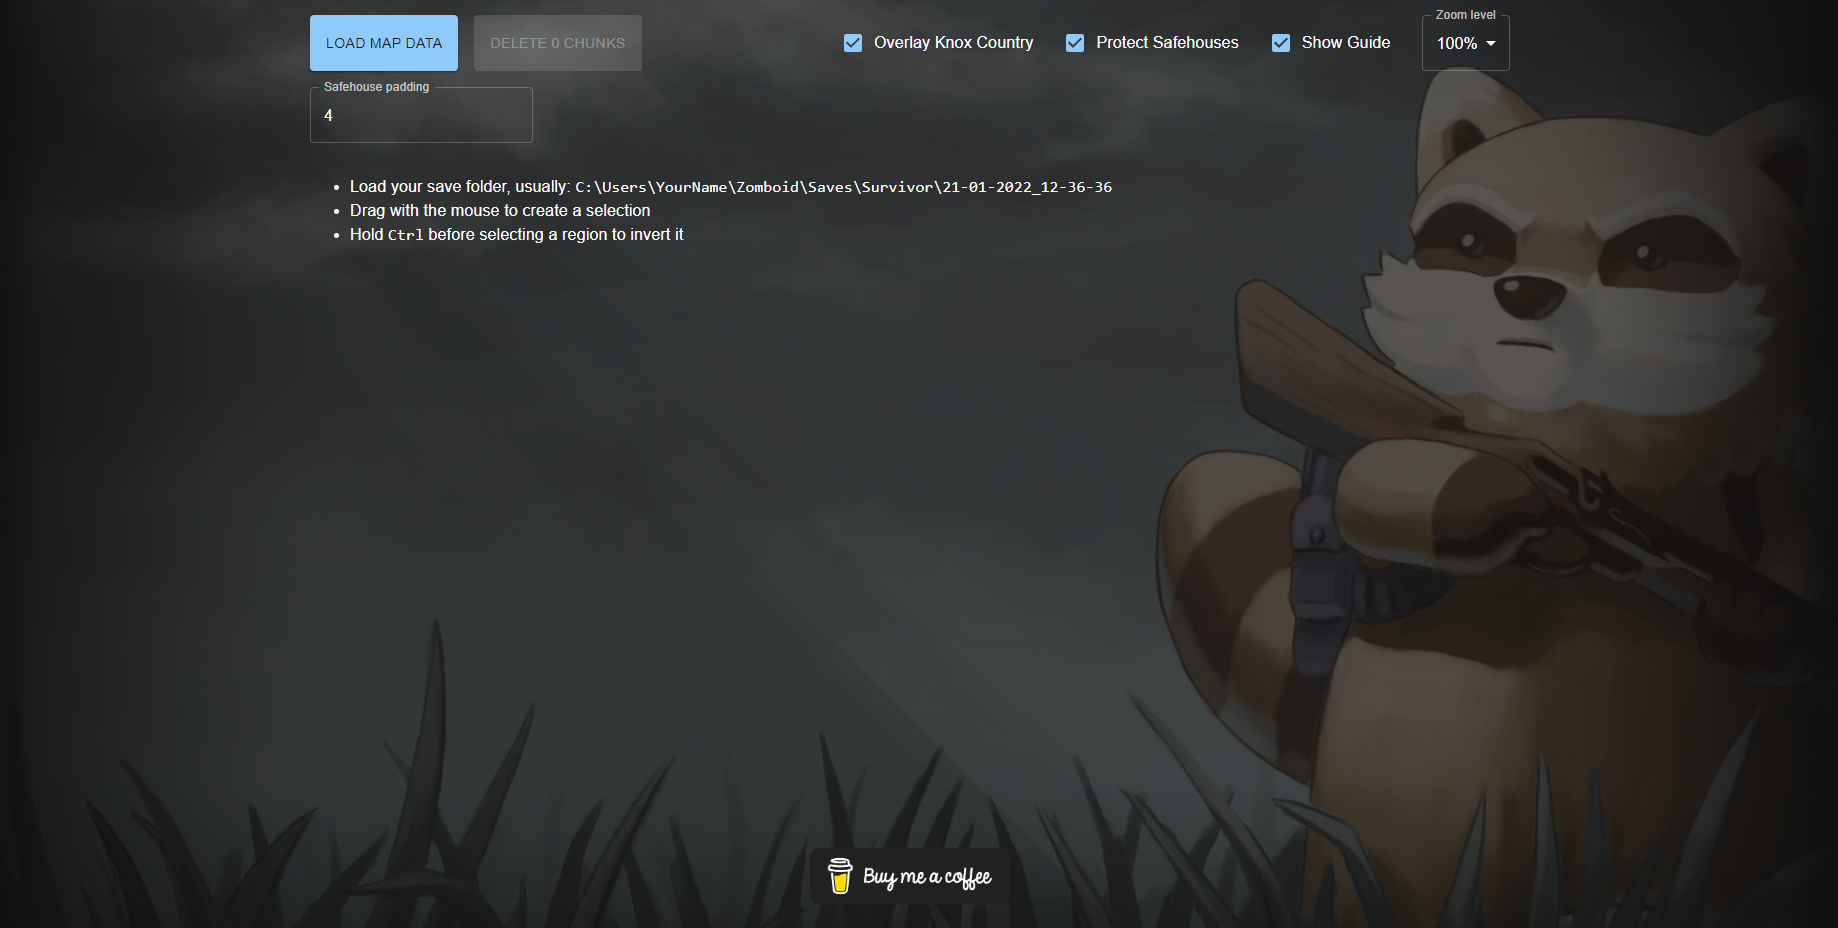 LOAD MAP DATA
DELETE 0 CHUNKS
Overlay Knox Country
Protect Safehouses
Show Guide
Zoom level
100%
Safehouse padding
4
Load your save folder, usually: C:\Users\YourName\Zomboid\Saves\Survivor\21-01-2022_12-36-36
Drag with the mouse to create a selection
Hold Ctrl before selecting a region to invert it
Buy me a coffee